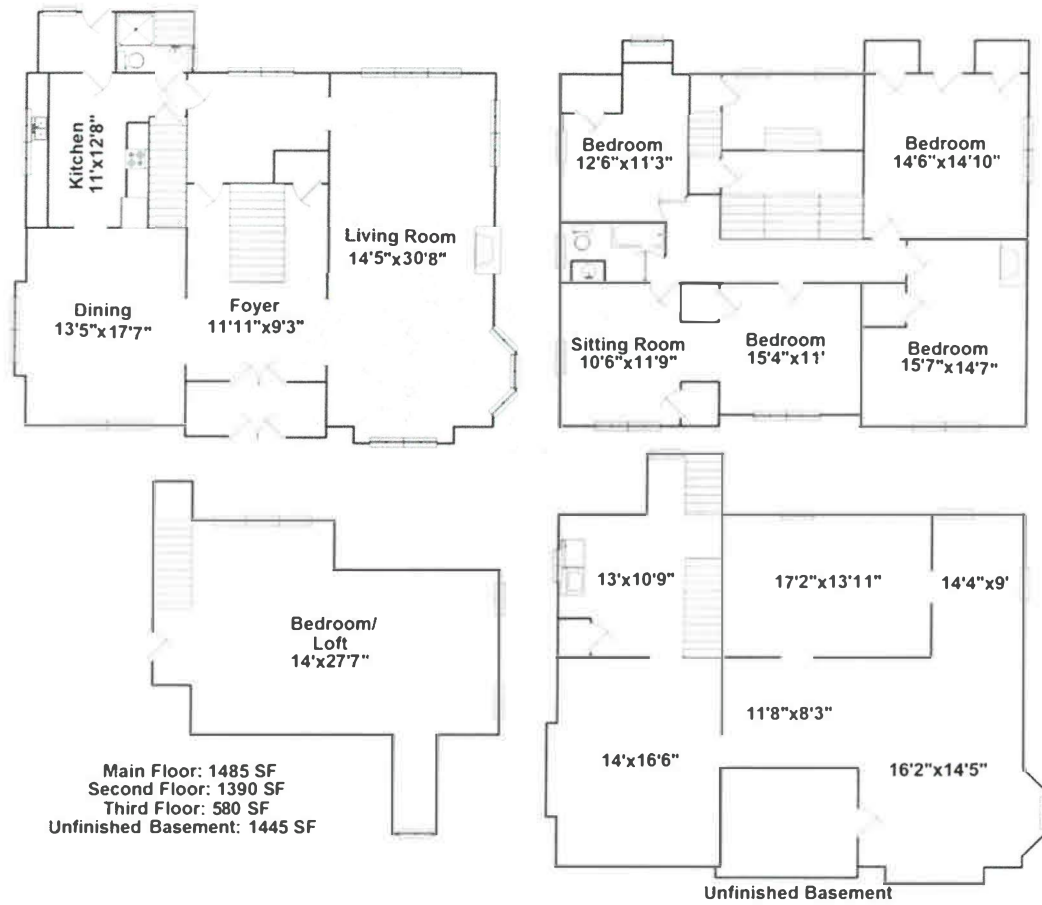 Kitchen
11'x12'8"
Living Room
14'5"x30'8"
Dining
13'5"x17'7"
Foyer
11'11"x9'3"
Bedroom
12'6"x11'3"
Bedroom
14'6"x14'10"
Sitting Room
10'6"x11'9"
Bedroom
15'4"x11'
Bedroom
15'7"x14'7"
Bedroom/
Loft
14'x27'7"
Main Floor: 1485 SF
Second Floor: 1390 SF
Third Floor: 580 SF
Unfinished Basement: 1445 SF
13'x10'9"
17'2"x13'11"
14'4"x9'
11'8"x8'3"
14'x16'6"
16'2"x14'5"
Unfinished Basement